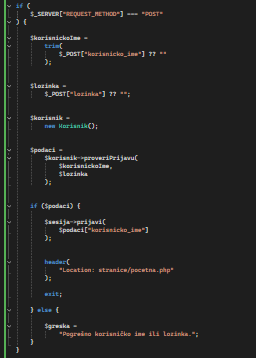 if (
$_SERVER["REQUEST_METHOD"] === "POST"
) {
$korisnickoIme =
trim(
$_POST["korisnicko_ime"] ?? ""
);
$lozinka =
$_POST["lozinka"] ?? "";
$korisnik =
new Korisnik();
$podaci =
$korisnik->proveriPrijavu(
$korisnickoIme,
$lozinka
);
if ($podaci) {
$sesija->prijavi(
$podaci["korisnicko_ime"]
);
header(
"Location: stranice/pocetna.php"
);
exit;
} else {
$greska =
"Pogrešno korisničko ime ili lozinka.";
}
}